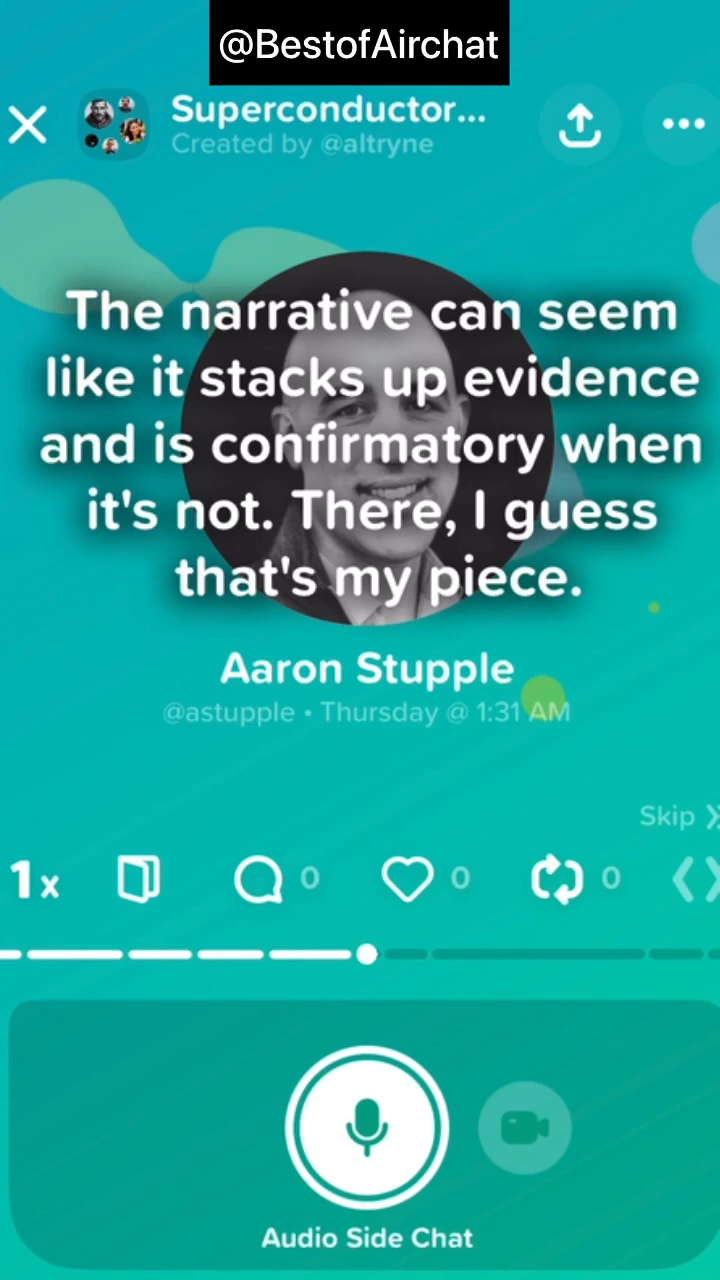 @BestofAirchat
Superconductor...
Created by @altryne
The narrative can seem
like it stacks up evidence
and is confirmatory when
it's not. There, I guess
that's my piece.
Aaron Stupple
@astupple • Thursday @ 1:31 AM
Skip
1x
0
0
0
Audio Side Chat